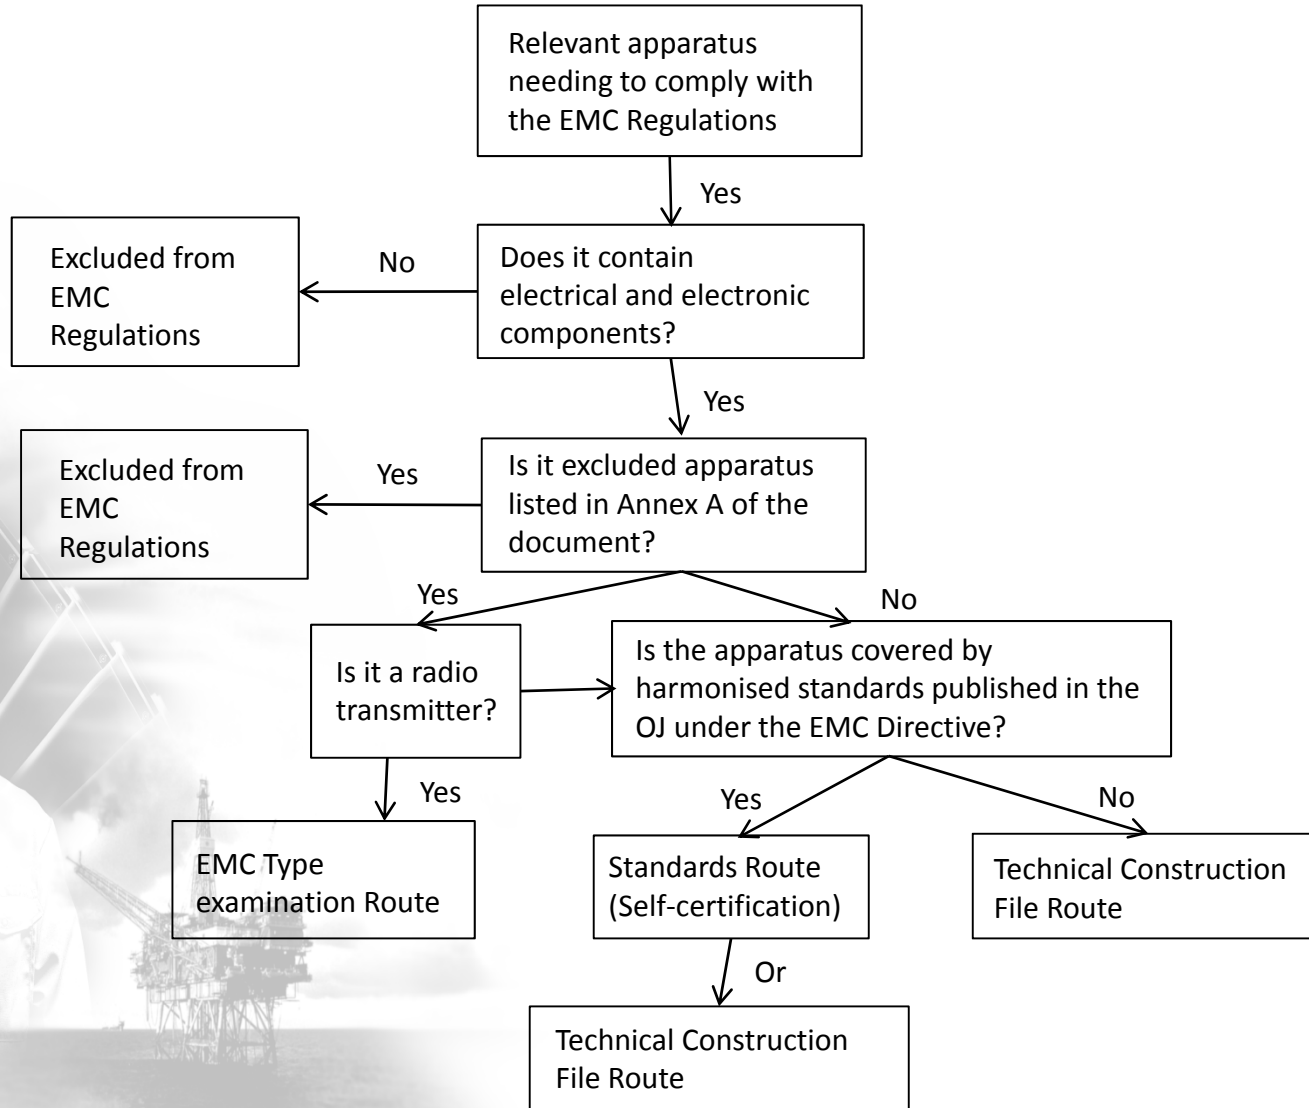 Relevant apparatus
needing to comply with
the EMC Regulations
Yes
Excluded from
EMC
Regulations
No
Does it contain
electrical and electronic
components?
Yes
Excluded from
EMC
Regulations
Yes
Is it excluded apparatus
listed in Annex A of the
document?
Yes
No
Is it a radio
transmitter?
Is the apparatus covered by
harmonised standards published in the
OJ under the EMC Directive?
Yes
Yes
No
EMC Type
examination Route
Standards Route
(Self-certification)
Technical Construction
File Route
Or
Technical Construction
File Route